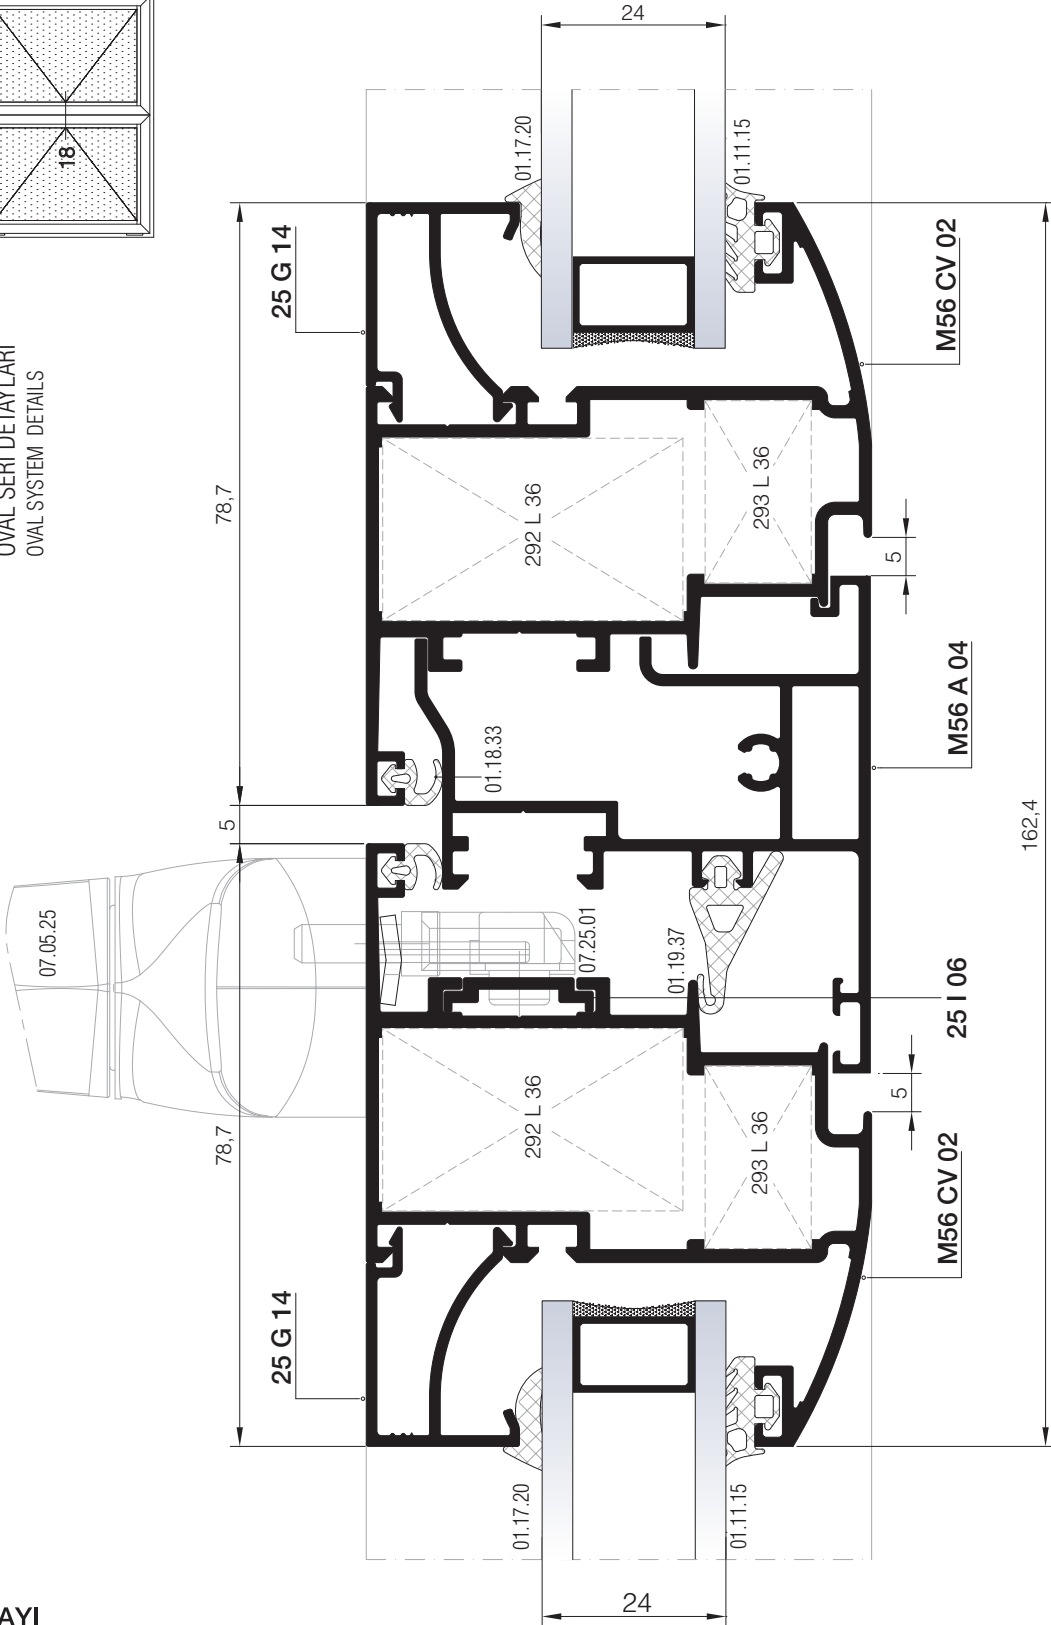 24
18
01.17.20
01.11.15
25 G 14
M56 CV 02
OVAL SERİ DETAYLARI
OVAL SYSTEM DETAILS
78,7
292 L 36
293 L 36
5
M56 A 04
01.18.33
5
162,4
07.05.25
07.25.01
01.19.37
25 I 06
5
78,7
292 L 36
293 L 36
M56 CV 02
25 G 14
01.17.20
01.11.15
24
AYI